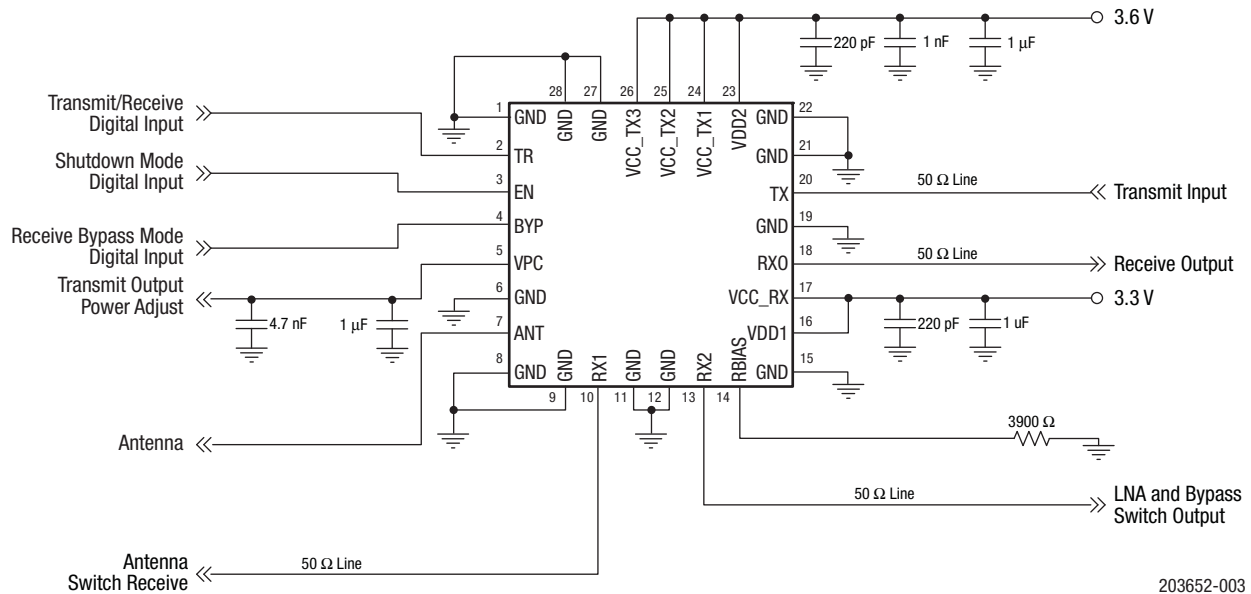 3.6 V
220 pF
1 nF
1 μF
28
27
26
25
24
23
GND
GND
VCC_TX3
VCC_TX2
VCC_TX1
VDD2
Transmit/Receive
Digital Input
1
GND
Shutdown Mode
Digital Input
2
TR
3
EN
Receive Bypass Mode
Digital Input
4
BYP
Transmit Output
Power Adjust
5
VPC
4.7 nF
1 μF
6
GND
7
ANT
8
GND
22
GND
21
GND
20
TX
50 Ω Line
Transmit Input
19
GND
18
RXO
50 Ω Line
Receive Output
17
VCC_RX
3.3 V
16
VDD1
220 pF
1 uF
15
GND
GND
RX1
GND
GND
RX2
RBIAS
9
10
11
12
13
14
3900 Ω
Antenna
50 Ω Line
LNA and Bypass
Switch Output
Antenna
Switch Receive
50 Ω Line
203652-003